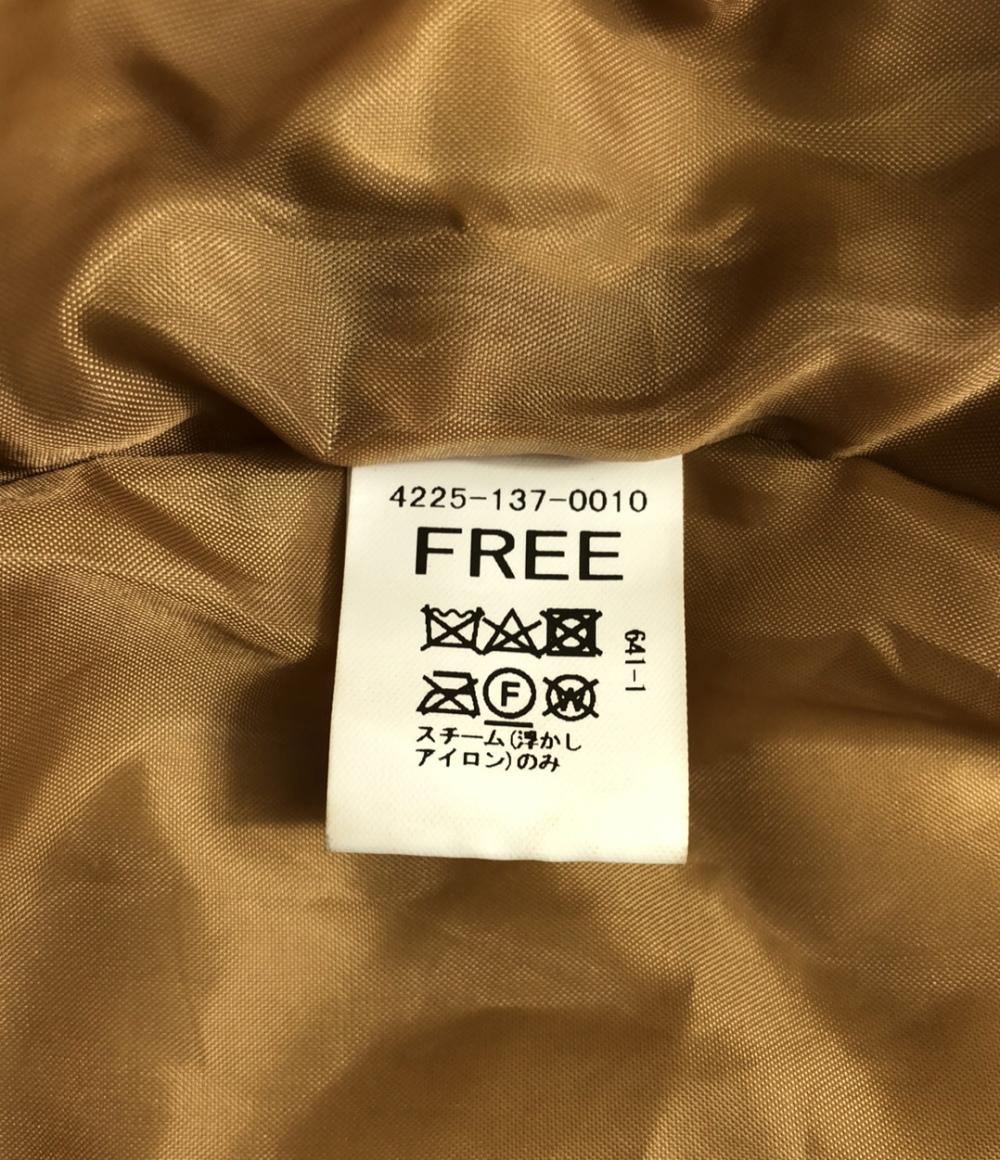 4225-137-0010
FREE
641-1
F
W
スチーム(浮かし
アイロン)のみ